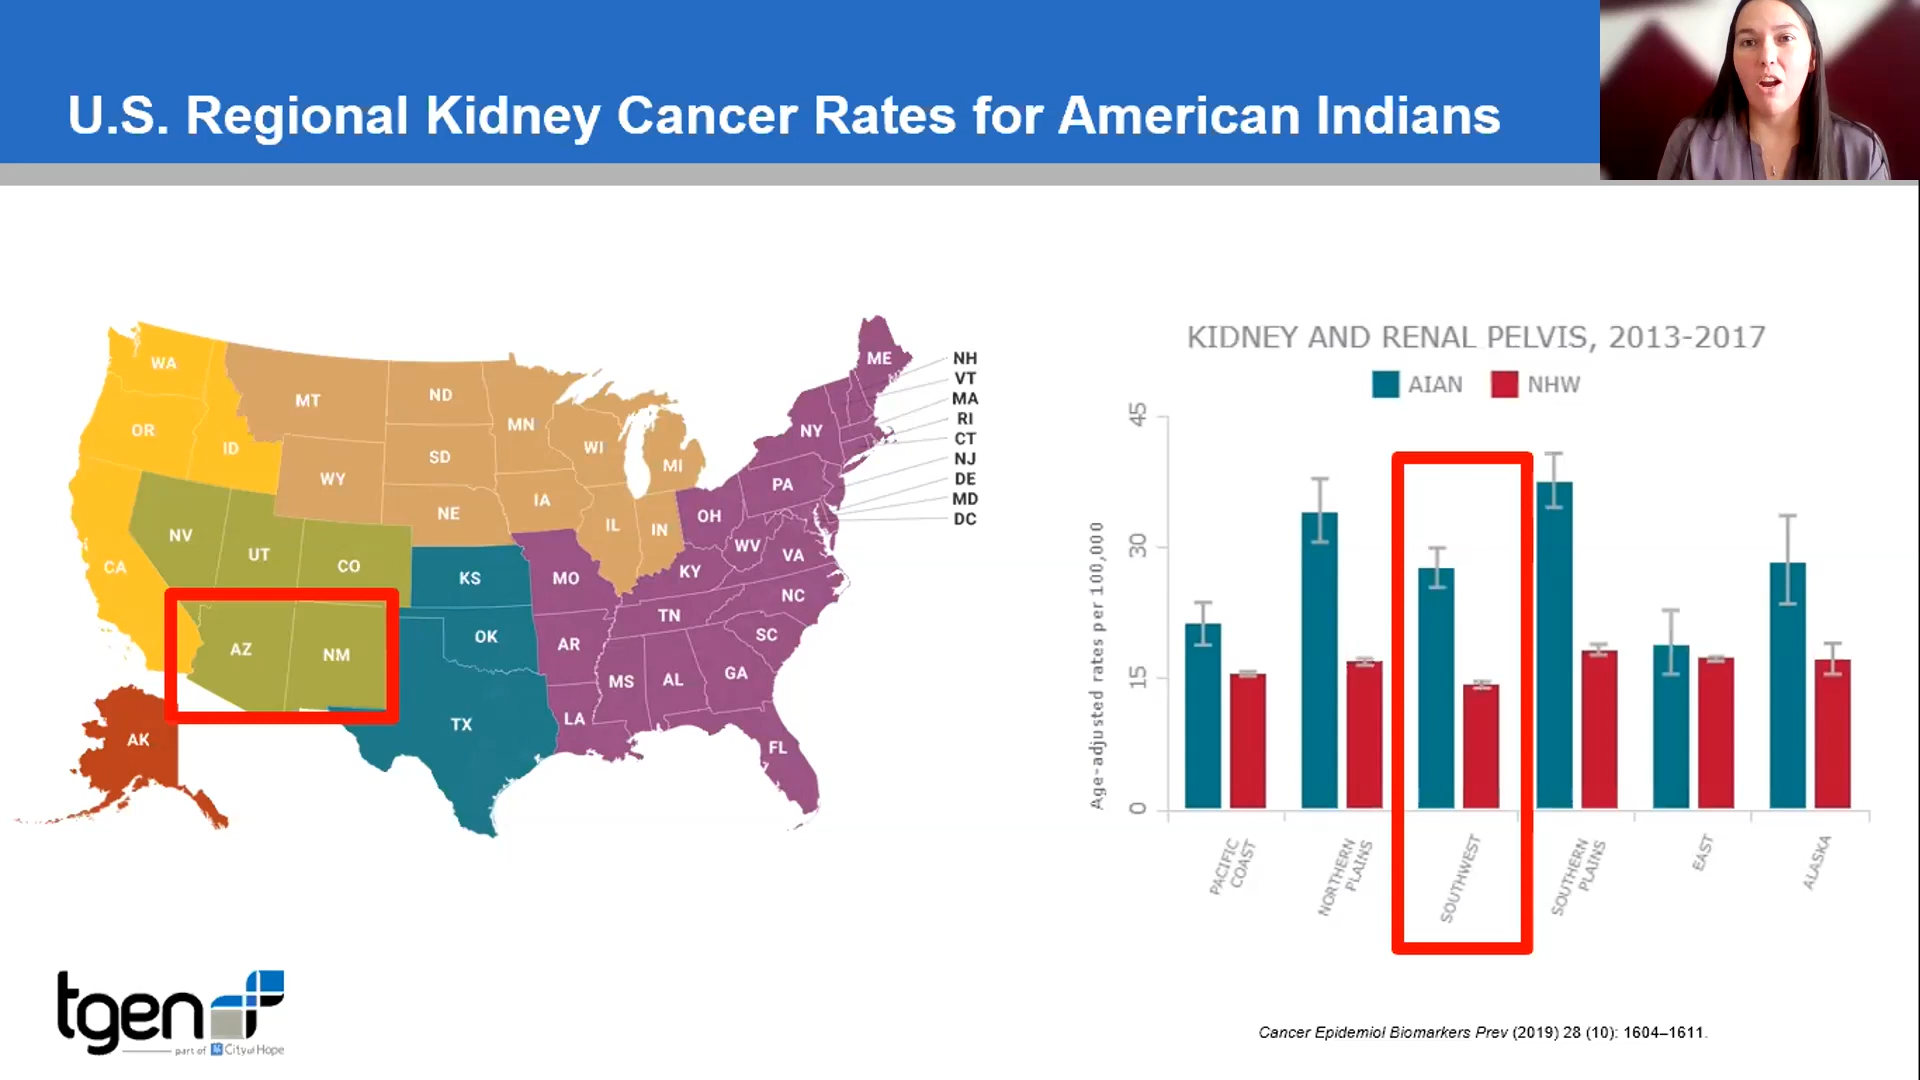 U.S. Regional Kidney Cancer Rates for American Indians
WA
OR
ID
CA
NV
UT
CO
AZ
NM
MT
WY
ND
SD
NE
MN
IA
WI
MI
IL
IN
KS
OK
TX
MO
AR
LA
MS
AL
GA
FL
TN
KY
OH
WV
VA
NC
SC
PA
NY
ME
NH
VT
MA
RI
CT
NJ
DE
MD
DC
AK
KIDNEY AND RENAL PELVIS, 2013-2017
AIAN
NHW
Age-adjusted rates per 100,000
45
30
15
0
PACIFIC
COAST
NORTHERN
PLAINS
SOUTHWEST
SOUTHERN
PLAINS
EAST
ALASKA
tgen
part of City of Hope
Cancer Epidemiol Biomarkers Prev (2019) 28 (10): 1604–1611.